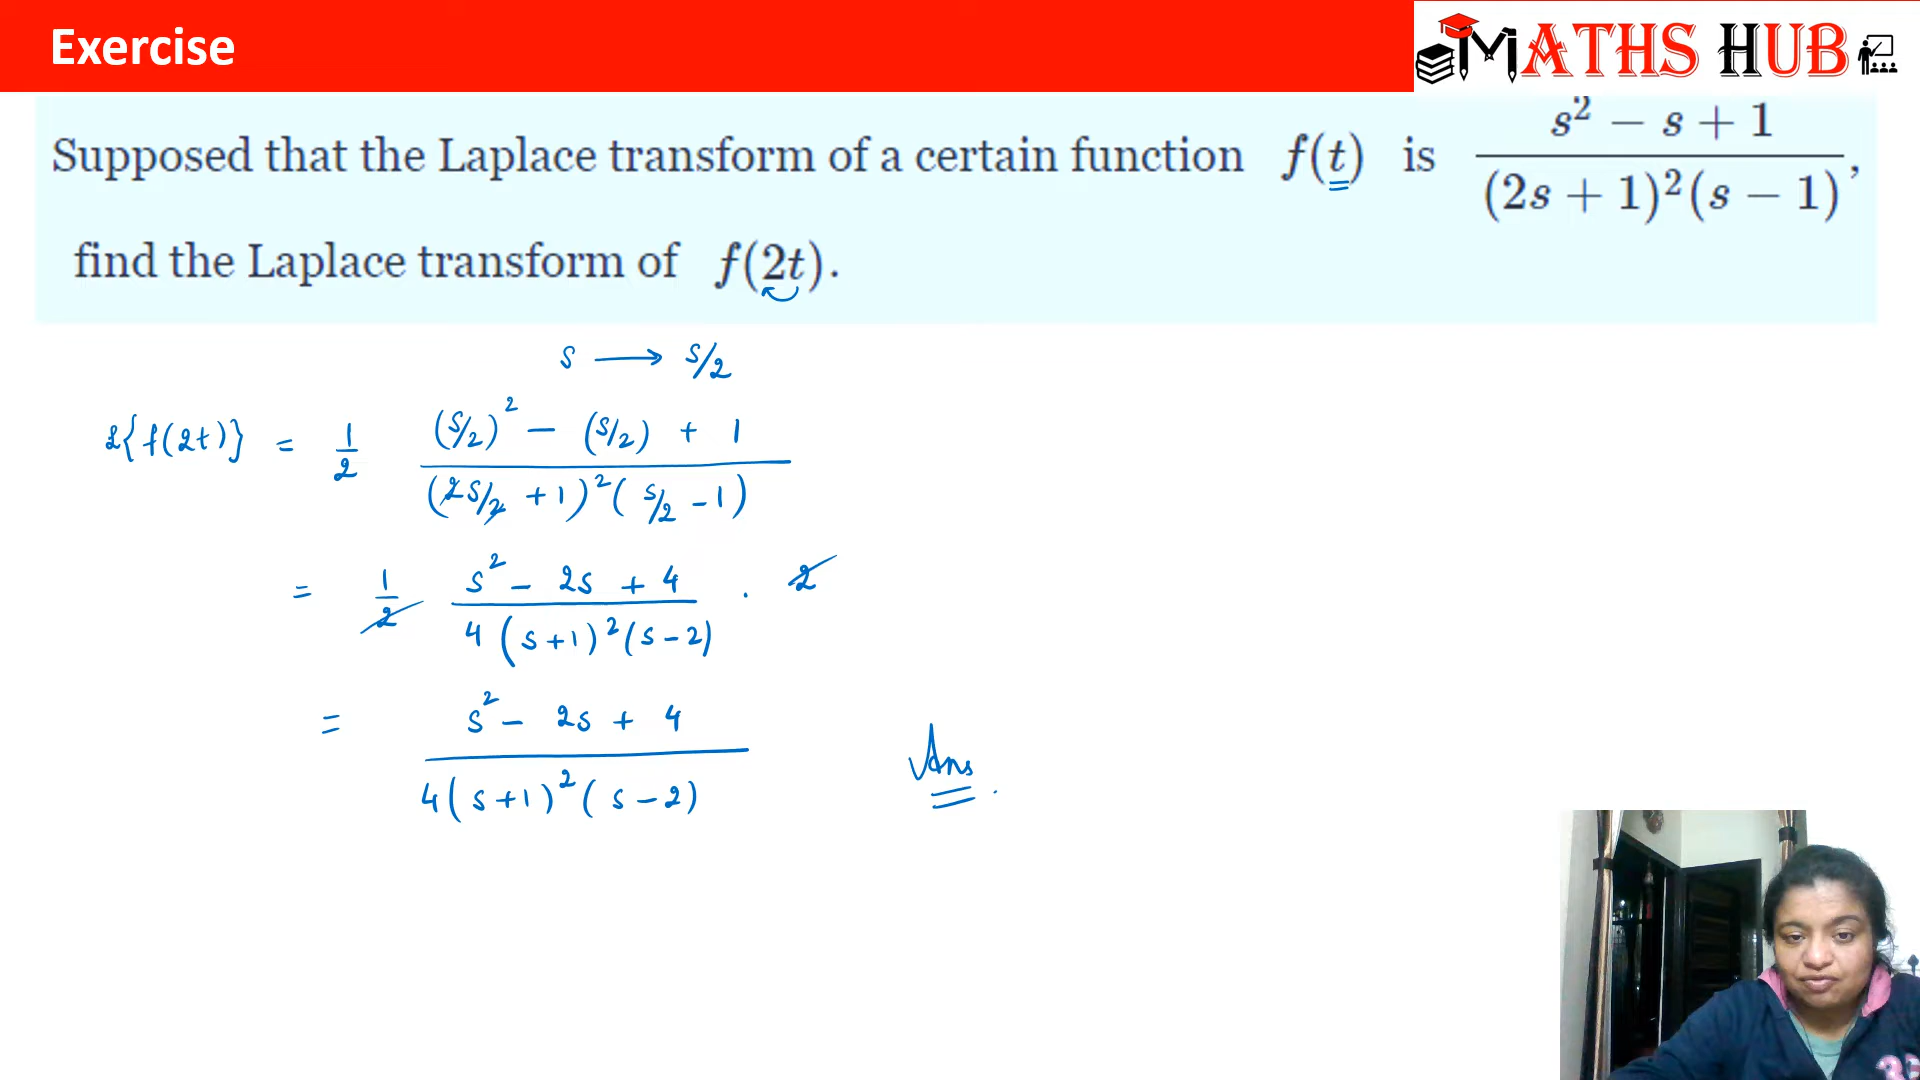 Exercise
MATHS HUB
Supposed that the Laplace transform of a certain function f(t) is (s² − s + 1)/((2s + 1)²(s − 1)),
find the Laplace transform of f(2t).
s ⟶ s/2
ℒ{f(2t)} = 1/2 ((s/2)² − (s/2) + 1)/((2s/2 + 1)²(s/2 − 1))
= 1/2 (s² − 2s + 4)/(4(s+1)²(s−2)) · 2
= (s² − 2s + 4)/(4(s+1)²(s−2)) Ans.